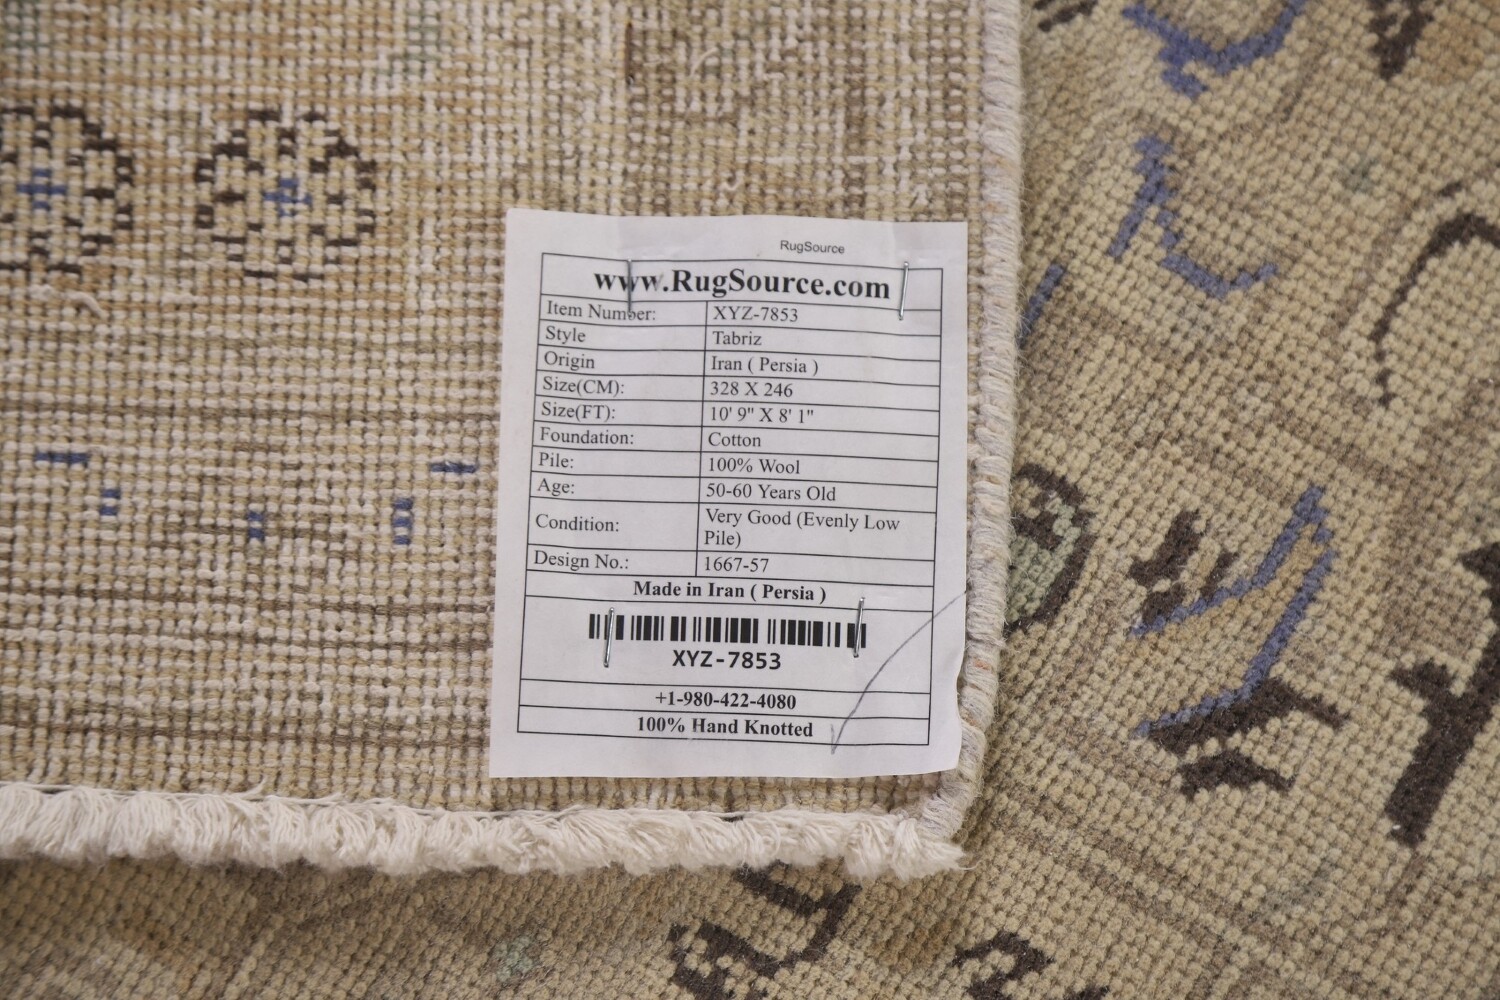 RugSource
www.RugSource.com
Item Number: XYZ-7853
Style Tabriz
Origin Iran ( Persia )
Size(CM): 328 X 246
Size(FT): 10' 9" X 8' 1"
Foundation: Cotton
Pile: 100% Wool
Age: 50-60 Years Old
Condition: Very Good (Evenly Low
Pile)
Design No.: 1667-57
Made in Iran ( Persia )
XYZ-7853
+1-980-422-4080
100% Hand Knotted